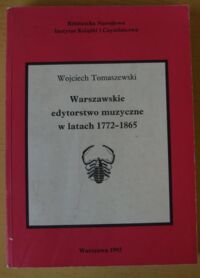 Biblioteka Narodowa
Instytut Książki i Czytelnictwa
Wojciech Tomaszewski
Warszawskie
edytorstwo muzyczne
w latach 1772-1865
Warszawa 1992